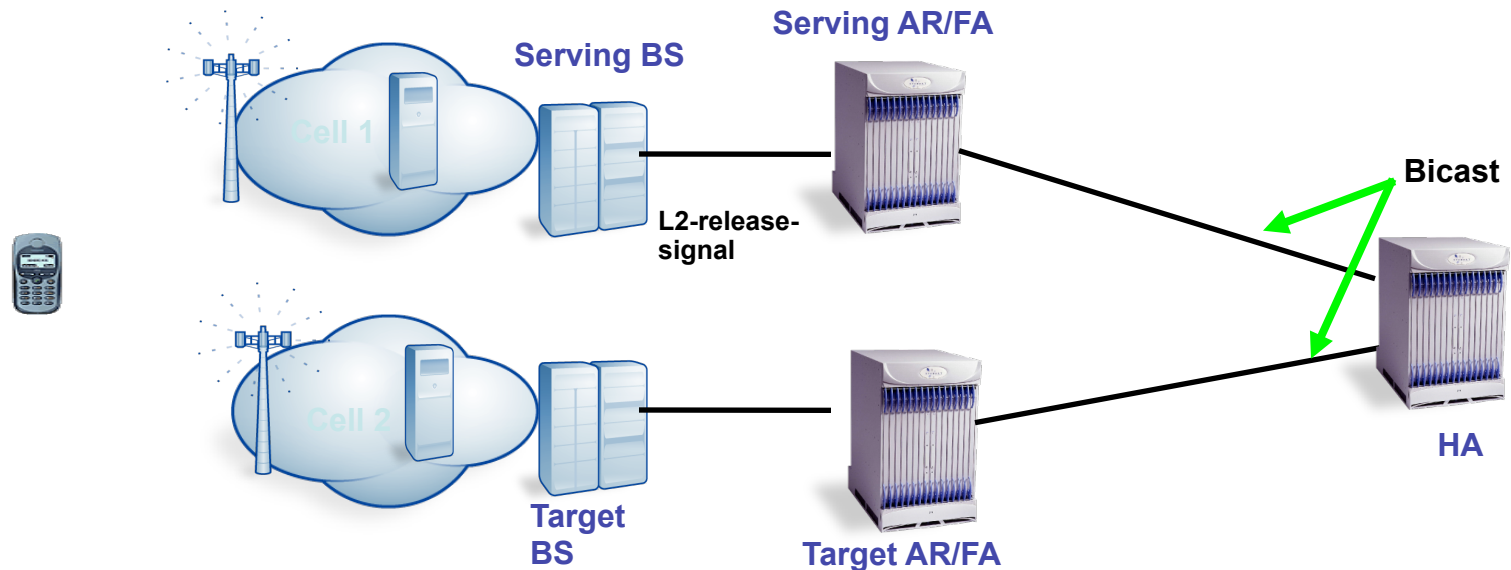 Serving AR/FA
Serving BS
Cell 1
Bicast
L2-release-
signal
Cell 2
HA
Target
BS
Target AR/FA